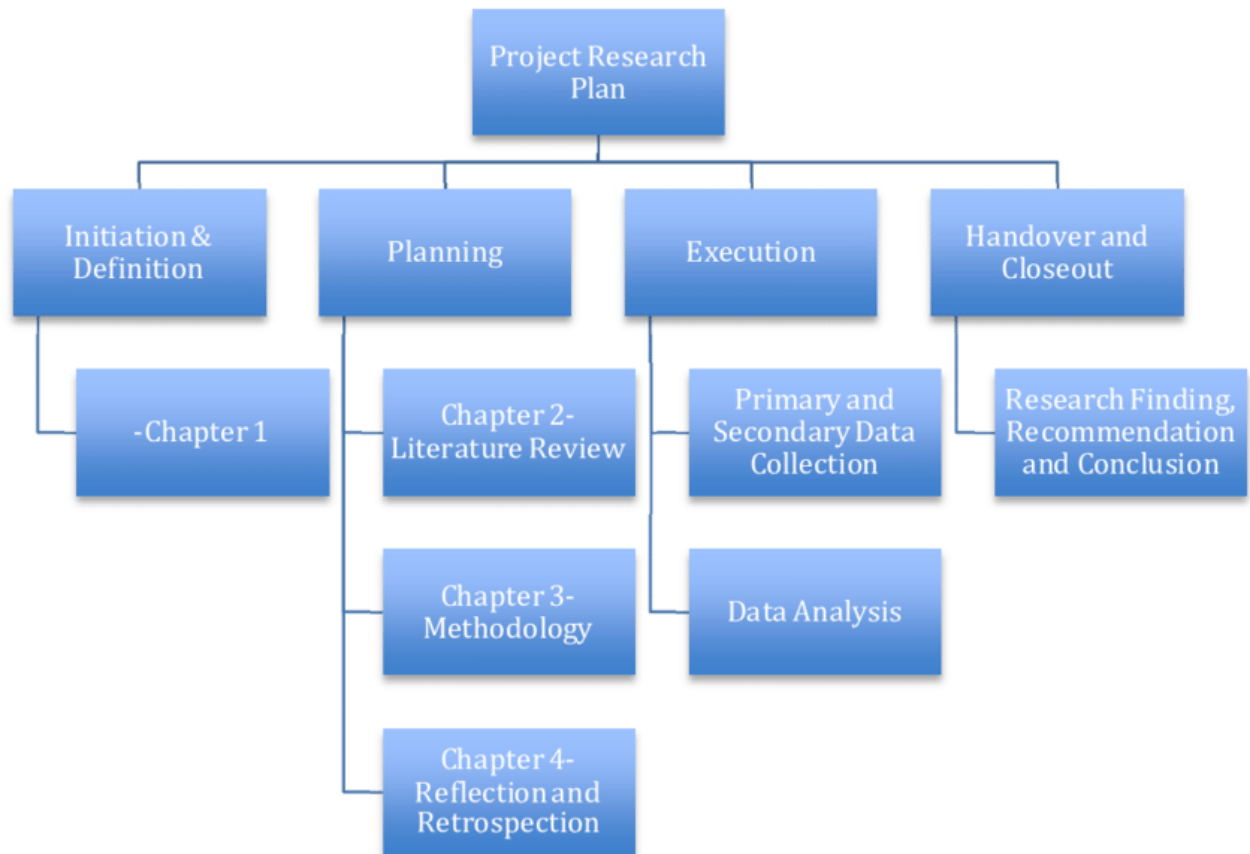 Project Research
Plan
Initiation &
Definition
-Chapter 1
Planning
Chapter 2-
Literature Review
Chapter 3-
Methodology
Chapter 4-
Reflection and
Retrospection
Execution
Primary and
Secondary Data
Collection
Data Analysis
Handover and
Closeout
Research Finding,
Recommendation
and Conclusion